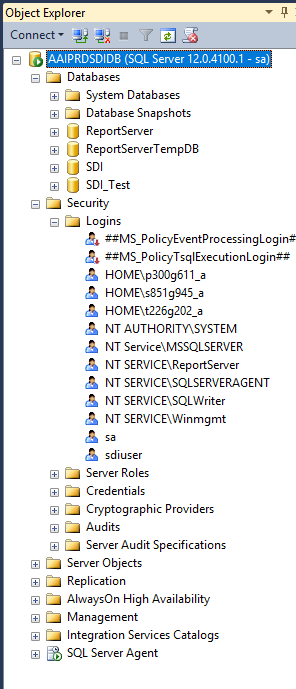 Object Explorer
Connect
AAIPRDSDIDB (SQL Server 12.0.4100.1 - sa)
Databases
System Databases
Database Snapshots
ReportServer
ReportServerTempDB
SDI
SDI_Test
Security
Logins
##MS_PolicyEventProcessingLogin#
##MS_PolicyTsqlExecutionLogin##
HOME\p300g611_a
HOME\s851g945_a
HOME\t226g202_a
NT AUTHORITY\SYSTEM
NT Service\MSSQLSERVER
NT SERVICE\ReportServer
NT SERVICE\SQLSERVERAGENT
NT SERVICE\SQLWriter
NT SERVICE\Winmgmt
sa
sdiuser
Server Roles
Credentials
Cryptographic Providers
Audits
Server Audit Specifications
Server Objects
Replication
AlwaysOn High Availability
Management
Integration Services Catalogs
SQL Server Agent